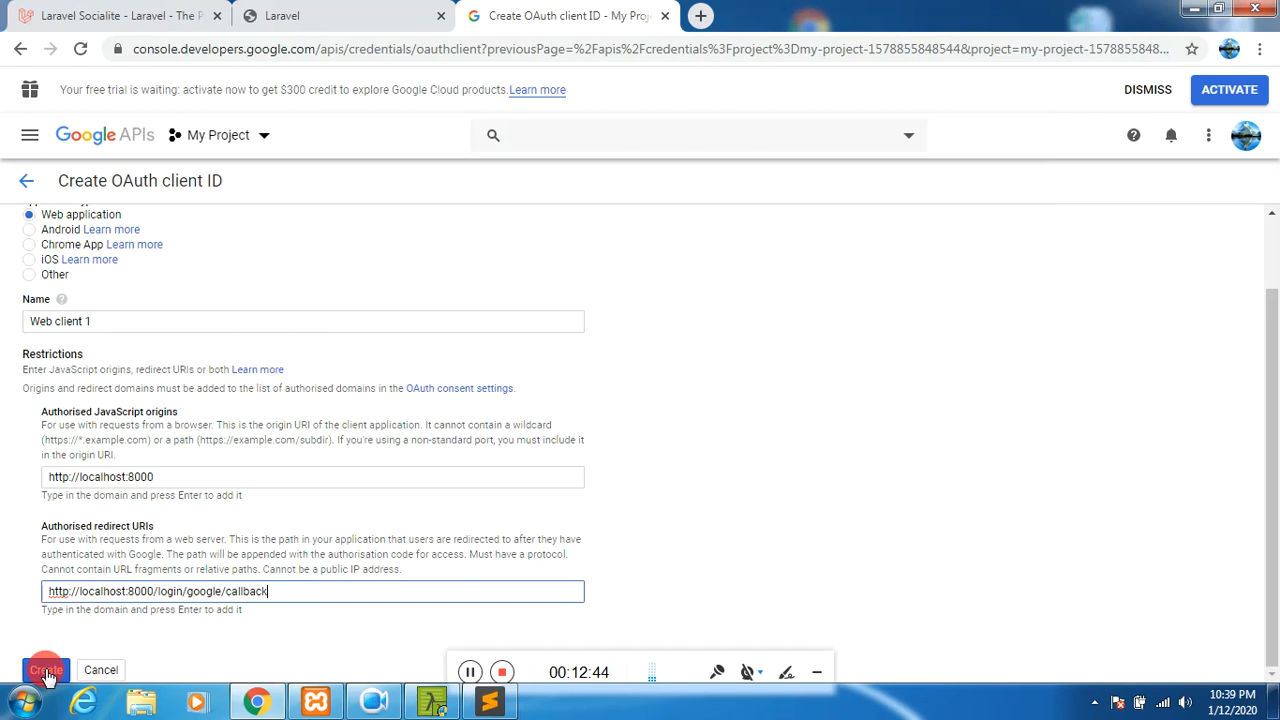 Laravel Socialite - Laravel - The P
Laravel
Create OAuth client ID - My Proj
console.developers.google.com/apis/credentials/oauthclient?previousPage=%2Fapis%2Fcredentials%3Fproject%3Dmy-project-1578855848544&project=my-project-1578855848...
Your free trial is waiting: activate now to get $300 credit to explore Google Cloud products. Learn more
DISMISS
ACTIVATE
Google APIs
My Project
Create OAuth client ID
Web application
Android Learn more
Chrome App Learn more
iOS Learn more
Other
Name
Web client 1
Restrictions
Enter JavaScript origins, redirect URIs or both Learn more
Origins and redirect domains must be added to the list of authorised domains in the OAuth consent settings.
Authorised JavaScript origins
For use with requests from a browser. This is the origin URI of the client application. It cannot contain a wildcard
(https://*.example.com) or a path (https://example.com/subdir). If you're using a non-standard port, you must include it
in the origin URI.
http://localhost:8000
Type in the domain and press Enter to add it
Authorised redirect URIs
For use with requests from a web server. This is the path in your application that users are redirected to after they have
authenticated with Google. The path will be appended with the authorisation code for access. Must have a protocol.
Cannot contain URL fragments or relative paths. Cannot be a public IP address.
http://localhost:8000/login/google/callback
Type in the domain and press Enter to add it
Create
Cancel
00:12:44
10:39 PM
1/12/2020